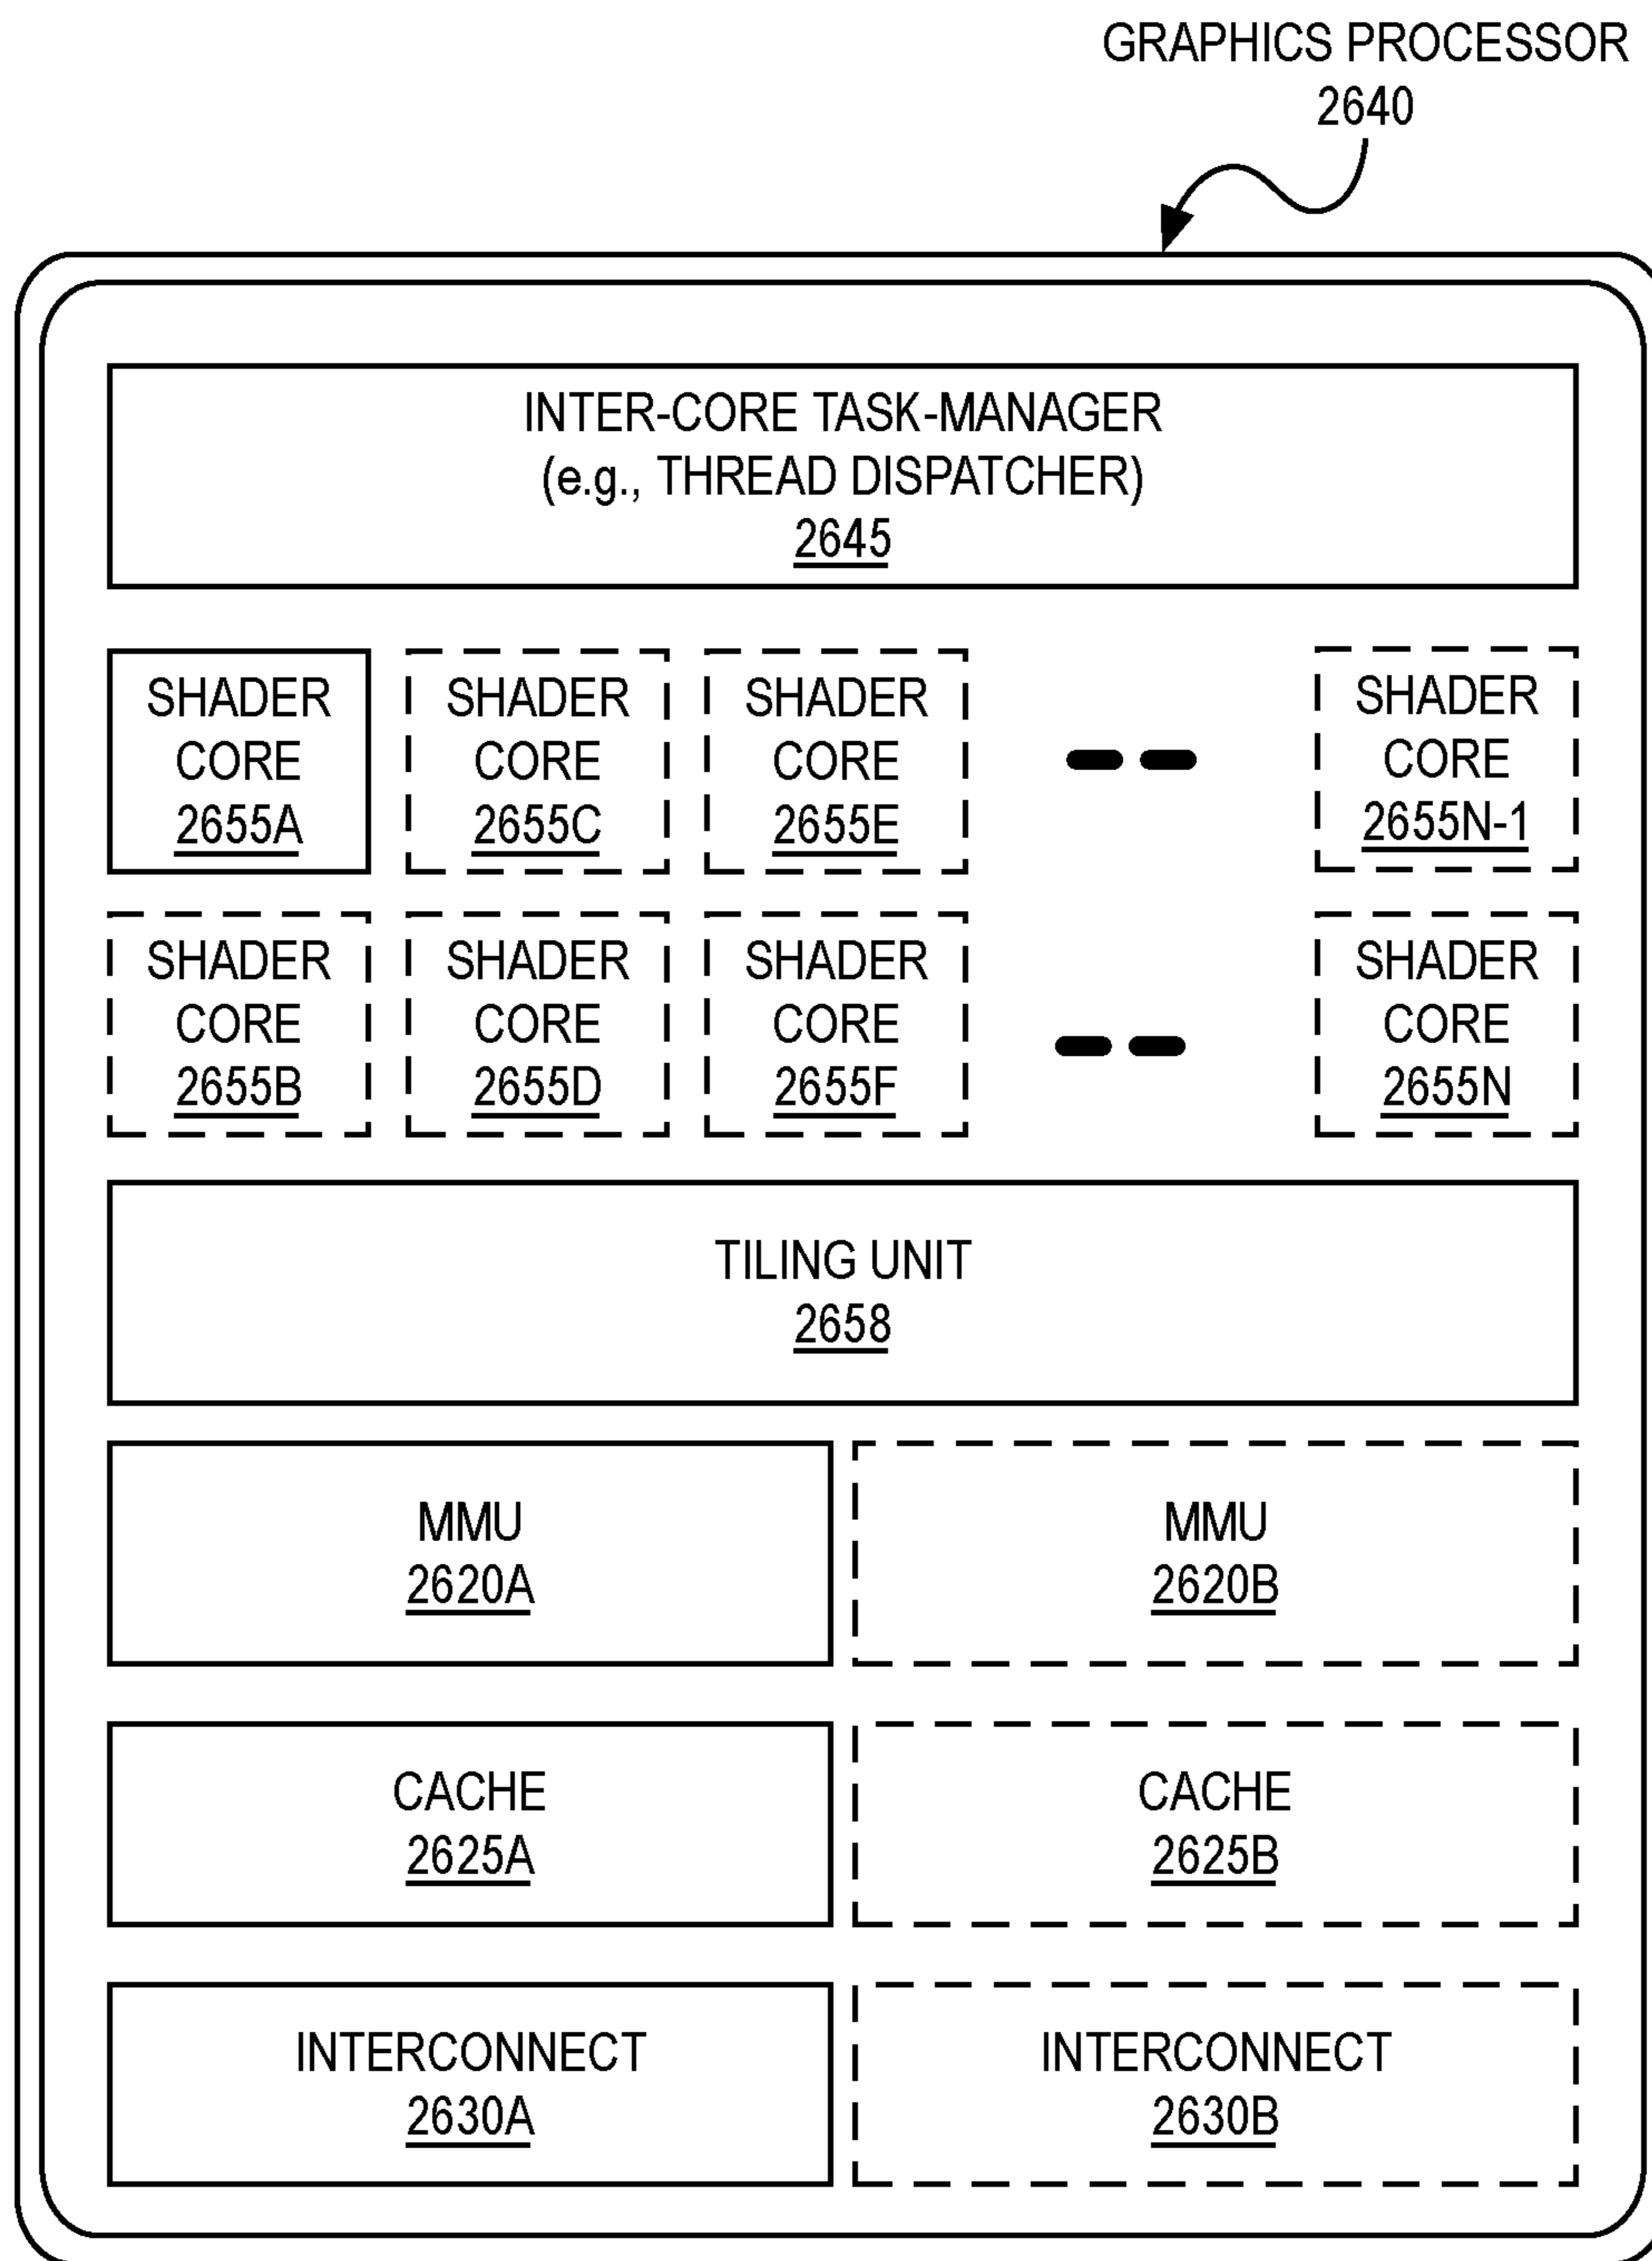 GRAPHICS PROCESSOR
2640
INTER-CORE TASK-MANAGER
(e.g., THREAD DISPATCHER)
2645
SHADER CORE 2655A
SHADER CORE 2655C
SHADER CORE 2655E
SHADER CORE 2655N-1
SHADER CORE 2655B
SHADER CORE 2655D
SHADER CORE 2655F
SHADER CORE 2655N
TILING UNIT
2658
MMU
2620A
MMU
2620B
CACHE
2625A
CACHE
2625B
INTERCONNECT
2630A
INTERCONNECT
2630B